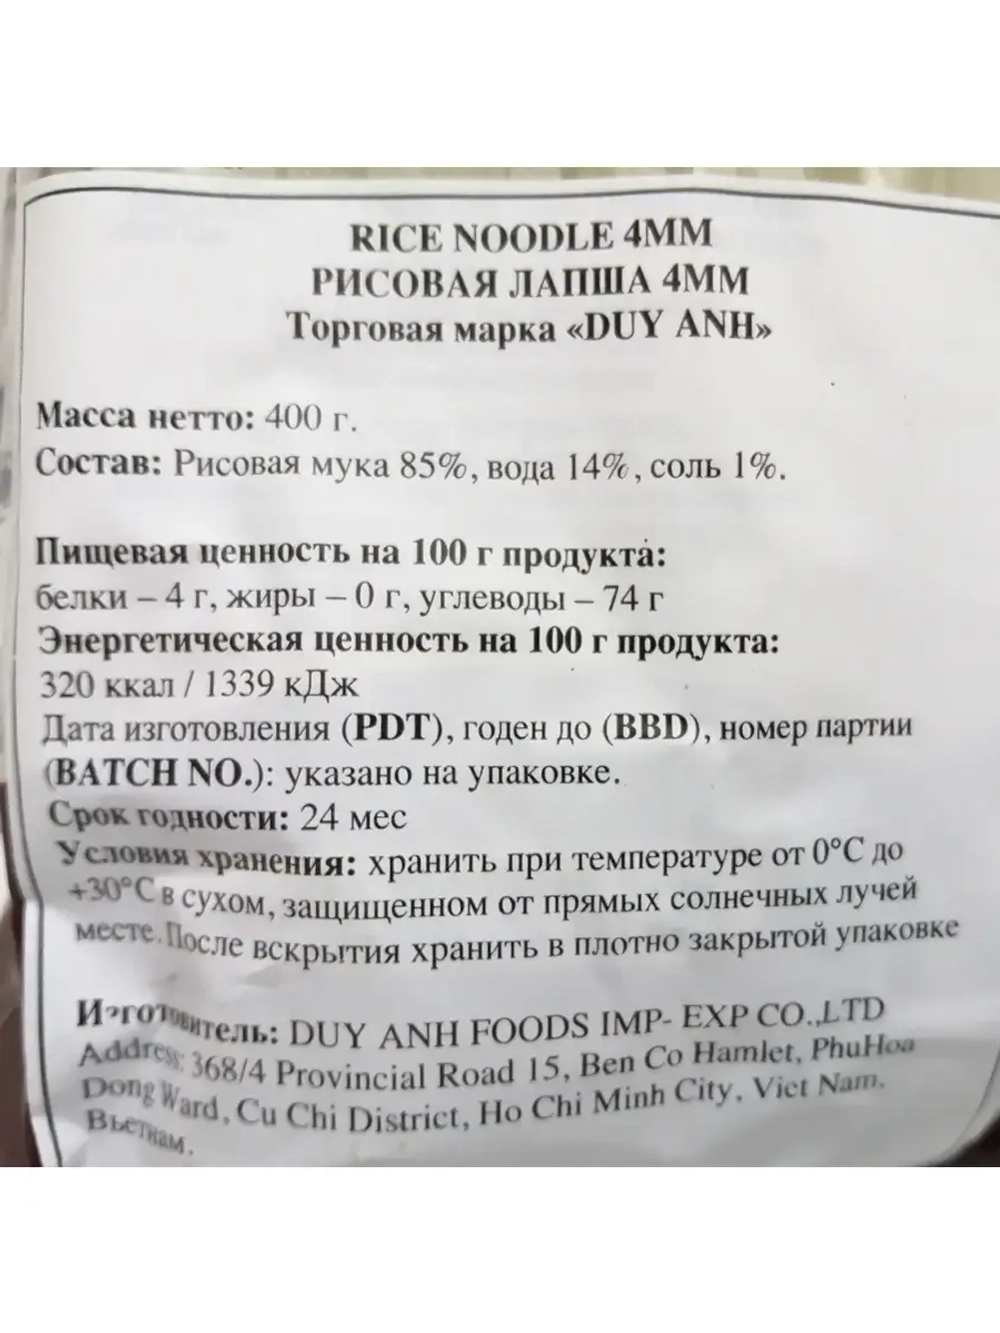 RICE NOODLE 4MM
РИСОВАЯ ЛАПША 4ММ
Торговая марка «DUY ANH»
Масса нетто: 400 г.
Состав: Рисовая мука 85%, вода 14%, соль 1%.
Пищевая ценность на 100 г продукта:
белки – 4 г, жиры – 0 г, углеводы – 74 г
Энергетическая ценность на 100 г продукта:
320 ккал / 1339 кДж
Дата изготовления (PDT), годен до (BBD), номер партии
(BATCH NO.): указано на упаковке.
Срок годности: 24 мес
Условия хранения: хранить при температуре от 0°С до
+30°С в сухом, защищенном от прямых солнечных лучей
месте. После вскрытия хранить в плотно закрытой упаковке
Изготовитель: DUY ANH FOODS IMP- EXP CO.,LTD
Address: 368/4 Provincial Road 15, Ben Co Hamlet, PhuHoa
Dong Ward, Cu Chi District, Ho Chi Minh City, Viet Nam.
Вьетнам.